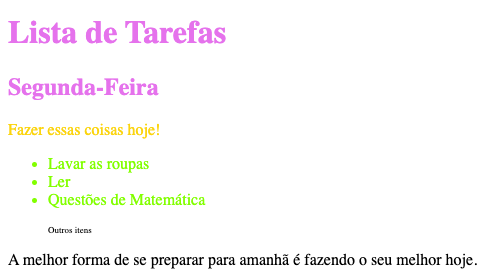 Lista de Tarefas
Segunda-Feira
Fazer essas coisas hoje!
• Lavar as roupas
• Ler
• Questões de Matemática
Outros itens
A melhor forma de se preparar para amanhã é fazendo o seu melhor hoje.